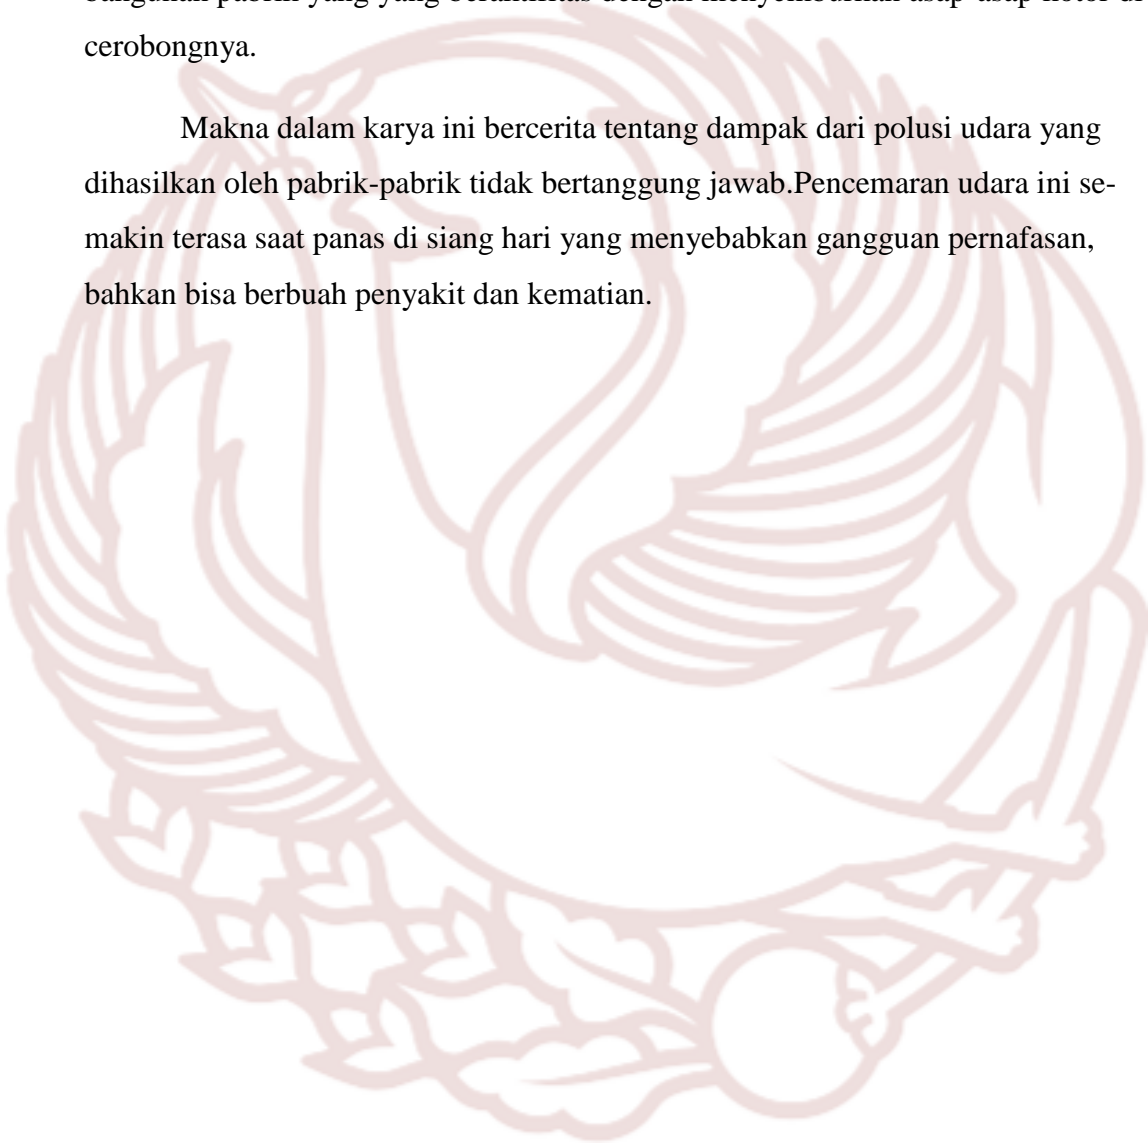 bangunan pabrik yang yang beraktifitas dengan menyemburkan asap-asap kotor di
cerobongnya.
Makna dalam karya ini bercerita tentang dampak dari polusi udara yang
dihasilkan oleh pabrik-pabrik tidak bertanggung jawab.Pencemaran udara ini se-
makin terasa saat panas di siang hari yang menyebabkan gangguan pernafasan,
bahkan bisa berbuah penyakit dan kematian.